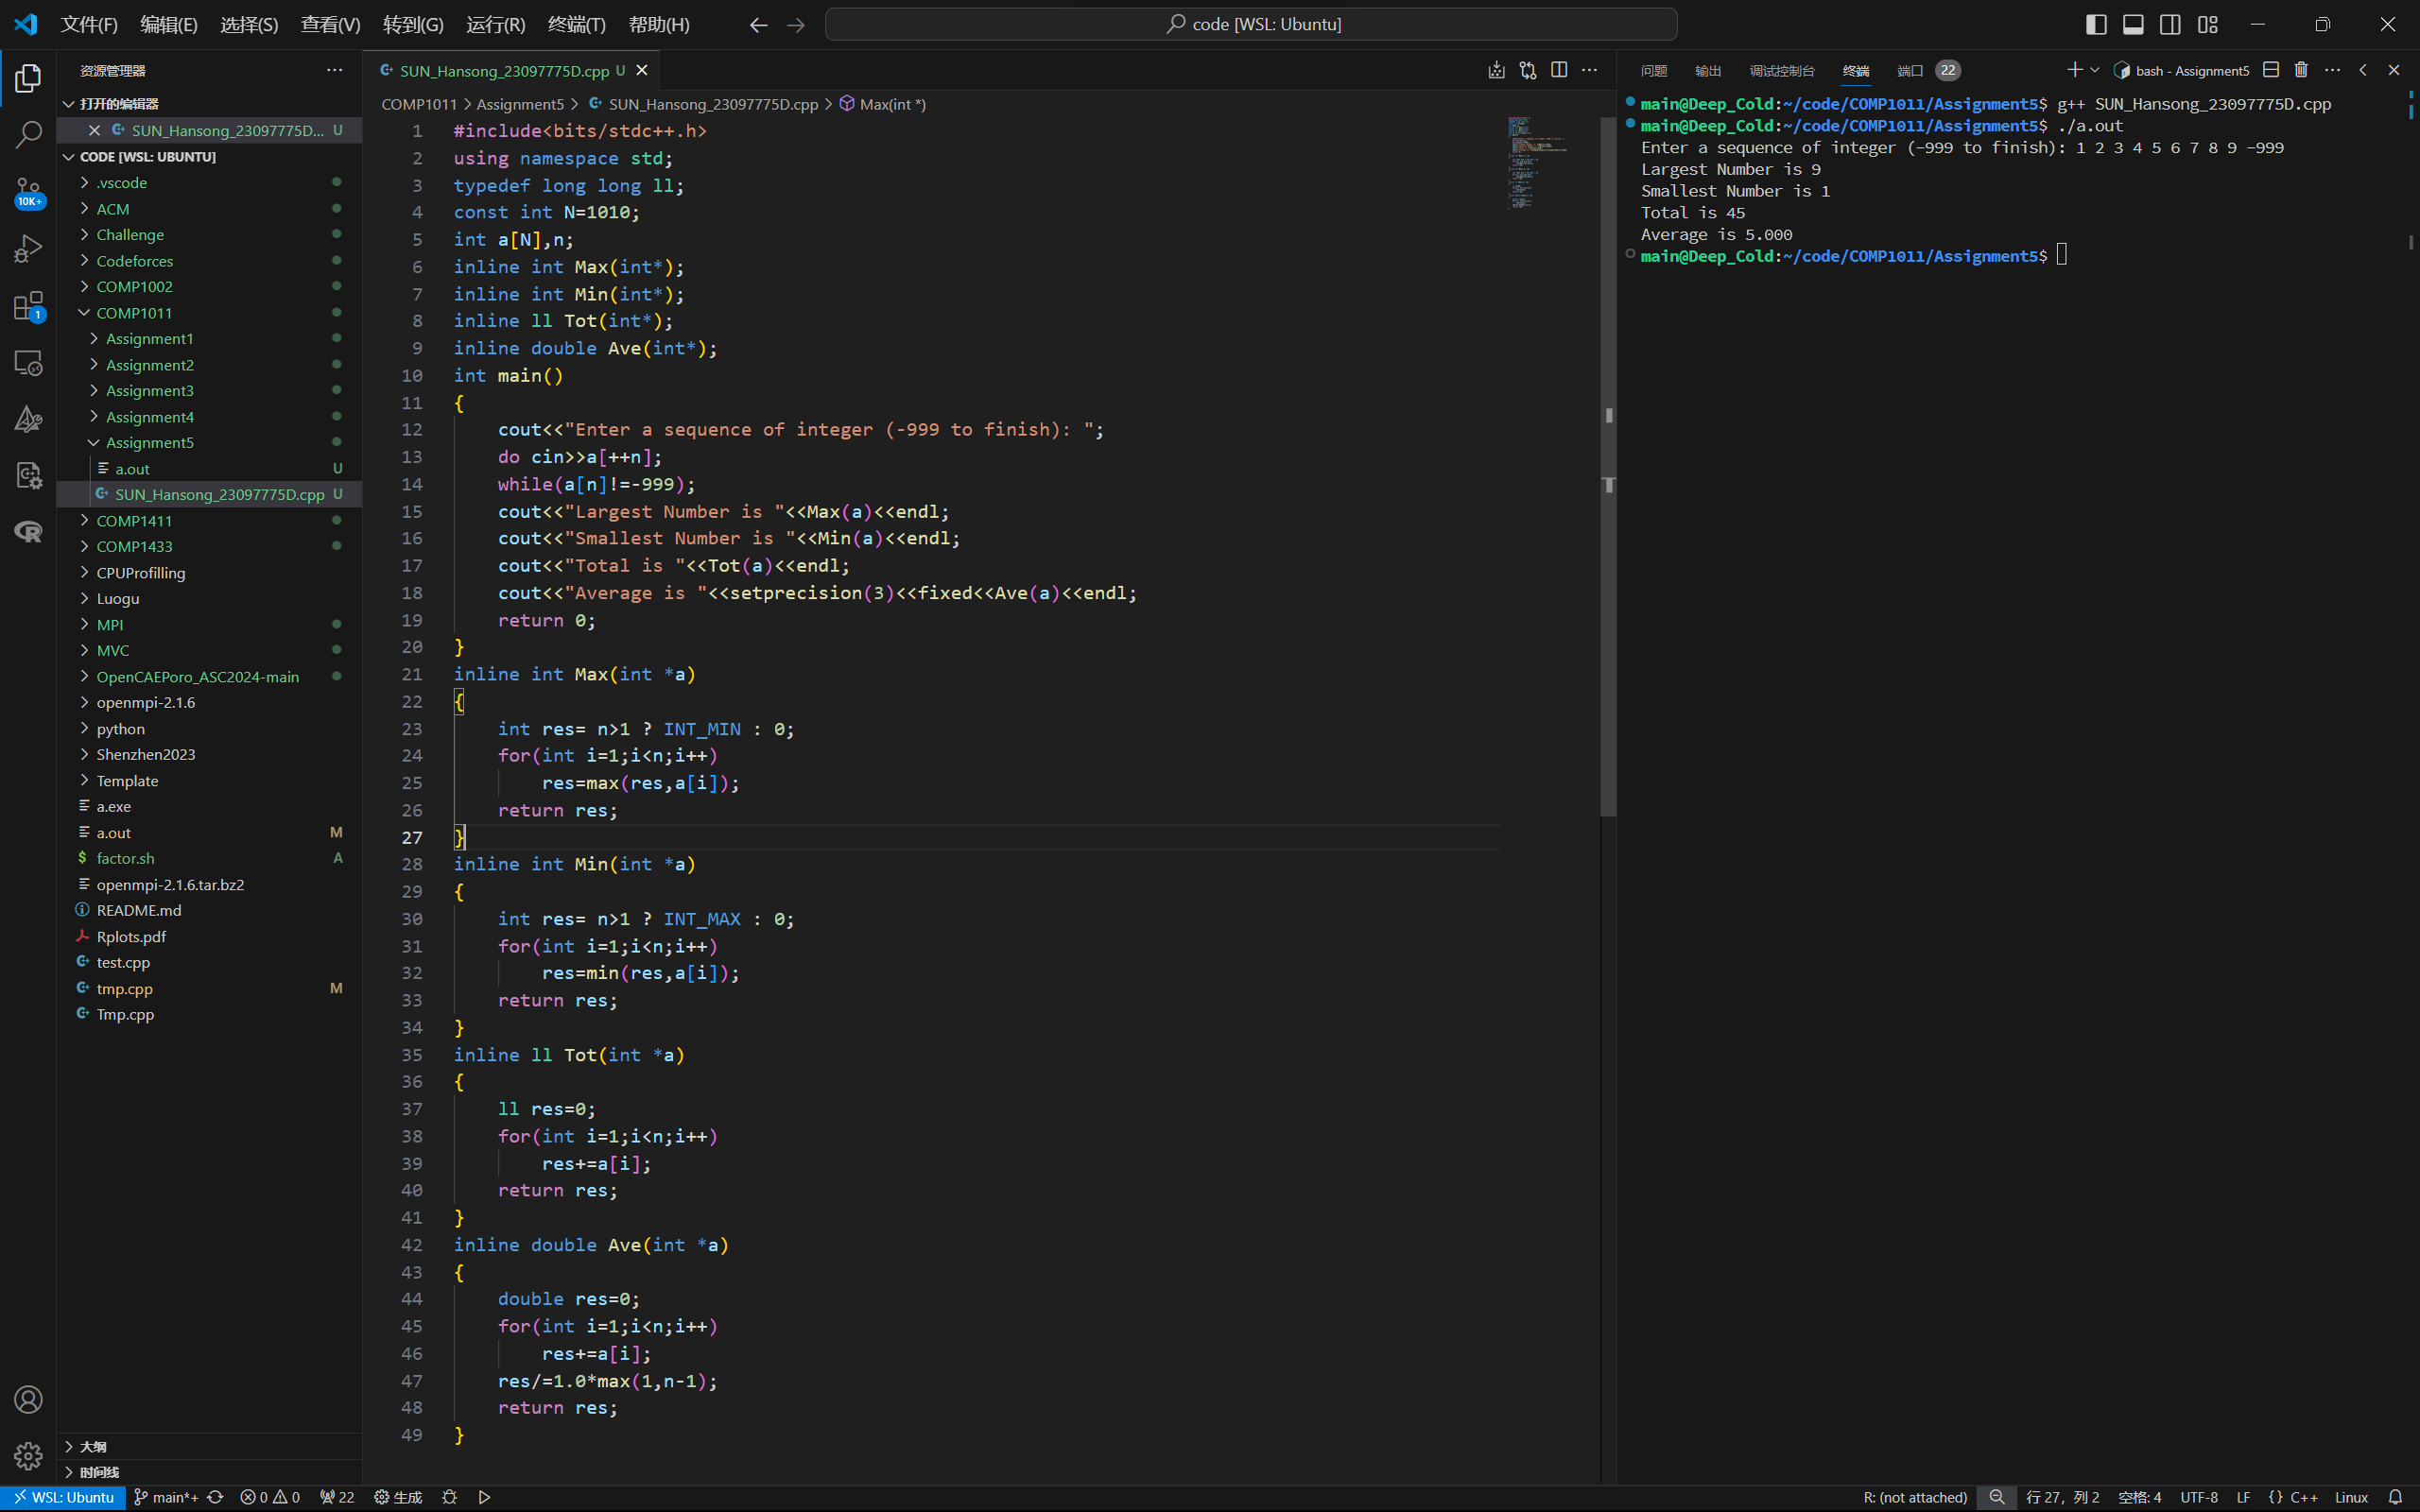 文件(F) 编辑(E) 选择(S) 查看(V) 转到(G) 运行(R) 终端(T) 帮助(H)
code [WSL: Ubuntu]
资源管理器
打开的编辑器
SUN_Hansong_23097775D... U
CODE [WSL: UBUNTU]
.vscode
ACM
Challenge
Codeforces
COMP1002
COMP1011
Assignment1
Assignment2
Assignment3
Assignment4
Assignment5
a.out U
SUN_Hansong_23097775D.cpp U
COMP1411
COMP1433
CPUProfilling
Luogu
MPI
MVC
OpenCAEPoro_ASC2024-main
openmpi-2.1.6
python
Shenzhen2023
Template
a.exe
a.out M
factor.sh A
openmpi-2.1.6.tar.bz2
README.md
Rplots.pdf
test.cpp
tmp.cpp M
Tmp.cpp
大纲
时间线
10K+
1
SUN_Hansong_23097775D.cpp U
COMP1011 > Assignment5 > SUN_Hansong_23097775D.cpp > Max(int *)
1 #include<bits/stdc++.h>
2 using namespace std;
3 typedef long long ll;
4 const int N=1010;
5 int a[N],n;
6 inline int Max(int*);
7 inline int Min(int*);
8 inline ll Tot(int*);
9 inline double Ave(int*);
10 int main()
11 {
12 cout<<"Enter a sequence of integer (-999 to finish): ";
13 do cin>>a[++n];
14 while(a[n]!=-999);
15 cout<<"Largest Number is "<<Max(a)<<endl;
16 cout<<"Smallest Number is "<<Min(a)<<endl;
17 cout<<"Total is "<<Tot(a)<<endl;
18 cout<<"Average is "<<setprecision(3)<<fixed<<Ave(a)<<endl;
19 return 0;
20 }
21 inline int Max(int *a)
22 {
23 int res= n>1 ? INT_MIN : 0;
24 for(int i=1;i<n;i++)
25 res=max(res,a[i]);
26 return res;
27 }
28 inline int Min(int *a)
29 {
30 int res= n>1 ? INT_MAX : 0;
31 for(int i=1;i<n;i++)
32 res=min(res,a[i]);
33 return res;
34 }
35 inline ll Tot(int *a)
36 {
37 ll res=0;
38 for(int i=1;i<n;i++)
39 res+=a[i];
40 return res;
41 }
42 inline double Ave(int *a)
43 {
44 double res=0;
45 for(int i=1;i<n;i++)
46 res+=a[i];
47 res/=1.0*max(1,n-1);
48 return res;
49 }
问题 输出 调试控制台 终端 端口 22
bash - Assignment5
main@Deep_Cold:~/code/COMP1011/Assignment5$ g++ SUN_Hansong_23097775D.cpp
main@Deep_Cold:~/code/COMP1011/Assignment5$ ./a.out
Enter a sequence of integer (-999 to finish): 1 2 3 4 5 6 7 8 9 -999
Largest Number is 9
Smallest Number is 1
Total is 45
Average is 5.000
main@Deep_Cold:~/code/COMP1011/Assignment5$
WSL: Ubuntu main*+ 0 0 22 生成
R: (not attached) 行 27，列 2 空格: 4 UTF-8 LF {} C++ Linux